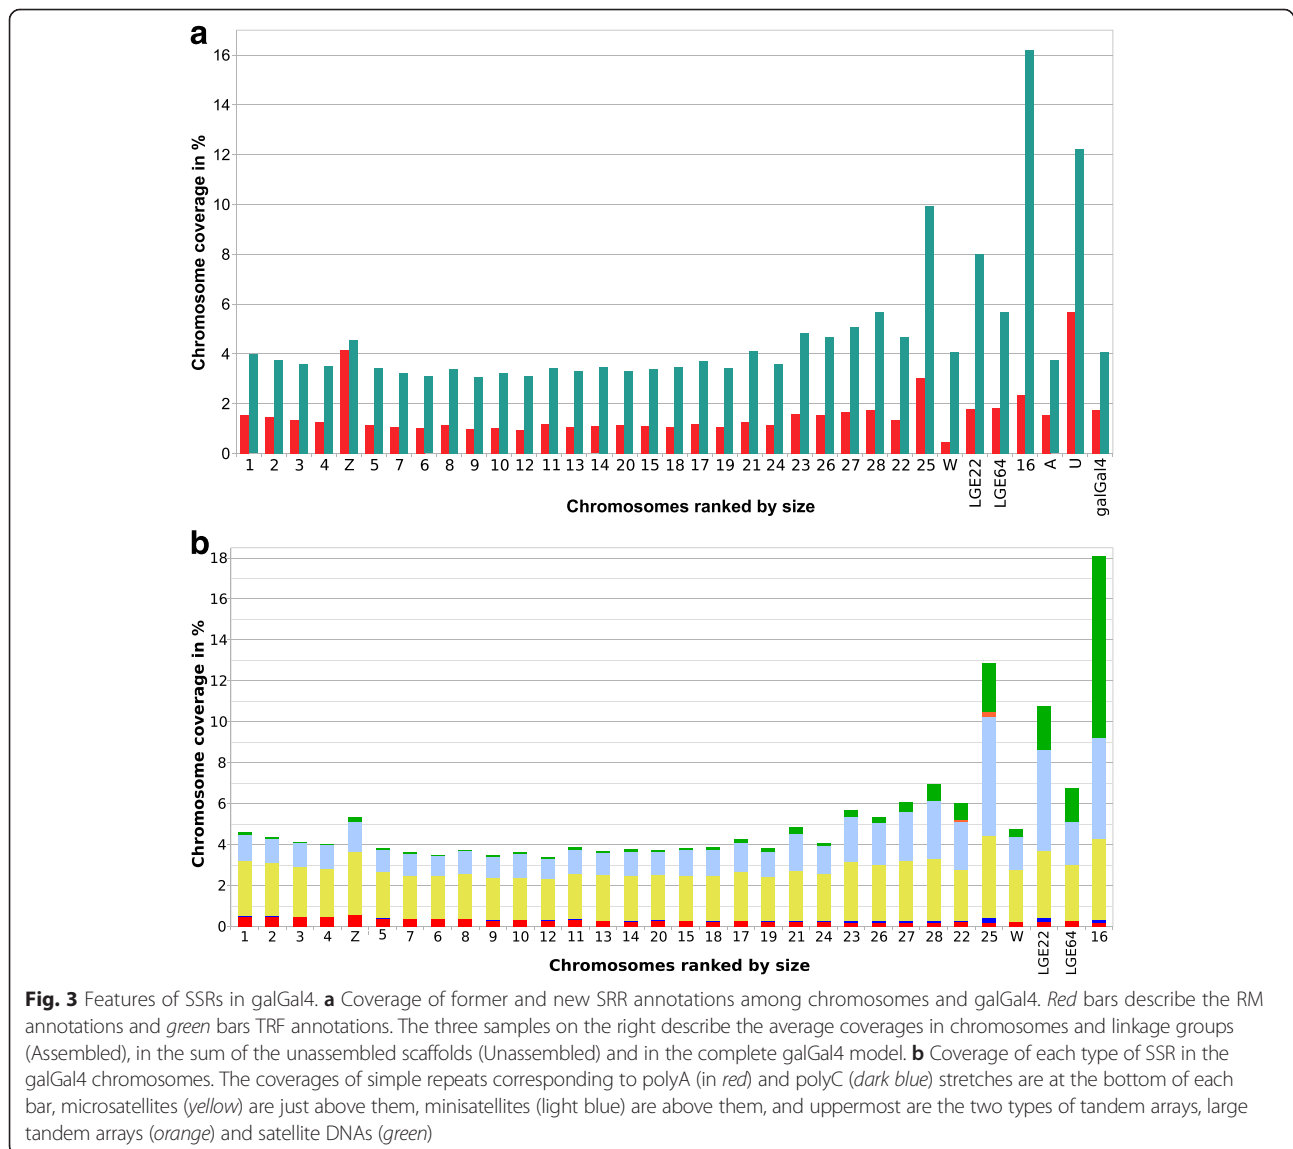 a
16
14
12
10
8
6
4
2
0
Chromosome coverage in %
1 2 3 4 Z 5 7 6 8 9 10 12 11 13 14 20 15 18 17 19 21 24 23 26 27 28 22 25 W LGE22 LGE64 16 A U galGal4
Chromosomes ranked by size
b
18
16
14
12
10
8
6
4
2
0
Chromosome coverage in %
1 2 3 4 Z 5 7 6 8 9 10 12 11 13 14 20 15 18 17 19 21 24 23 26 27 28 22 25 W LGE22 LGE64 16
Chromosomes ranked by size
Fig. 3 Features of SSRs in galGal4. a Coverage of former and new SRR annotations among chromosomes and galGal4. Red bars describe the RM
annotations and green bars TRF annotations. The three samples on the right describe the average coverages in chromosomes and linkage groups
(Assembled), in the sum of the unassembled scaffolds (Unassembled) and in the complete galGal4 model. b Coverage of each type of SSR in the
galGal4 chromosomes. The coverages of simple repeats corresponding to polyA (in red) and polyC (dark blue) stretches are at the bottom of each
bar, microsatellites (yellow) are just above them, minisatellites (light blue) are above them, and uppermost are the two types of tandem arrays, large
tandem arrays (orange) and satellite DNAs (green)